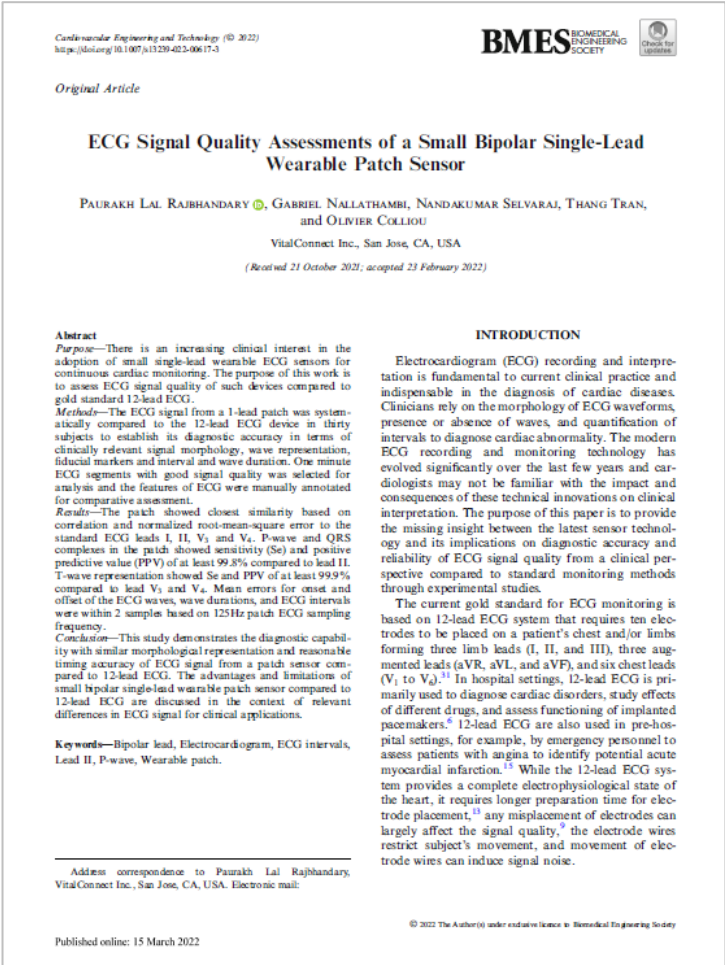 Cardiovascular Engineering and Technology (© 2022)
https://doi.org/10.1007/s13239-022-00617-3
BMES BIOMEDICAL
ENGINEERING
SOCIETY
Check for
updates
Original Article
ECG Signal Quality Assessments of a Small Bipolar Single-Lead
Wearable Patch Sensor
PAURAKH LAL RAJBHANDARY, GABRIEL NALLATHAMBI, NANDAKUMAR SELVARAJ, THANG TRAN,
and OLIVIER COLLIOU
VitalConnect Inc., San Jose, CA, USA
(Received 21 October 2021; accepted 23 February 2022)
Abstract
Purpose—There is an increasing clinical interest in the
adoption of small single-lead wearable ECG sensors for
continuous cardiac monitoring. The purpose of this work is
to assess ECG signal quality of such devices compared to
gold standard 12-lead ECG.
Methods—The ECG signal from a 1-lead patch was system-
atically compared to the 12-lead ECG device in thirty
subjects to establish its diagnostic accuracy in terms of
clinically relevant signal morphology, wave representation,
fiducial markers and interval and wave duration. One minute
ECG segments with good signal quality was selected for
analysis and the features of ECG were manually annotated
for comparative assessment.
Results—The patch showed closest similarity based on
correlation and normalized root-mean-square error to the
standard ECG leads I, II, V3 and V4. P-wave and QRS
complexes in the patch showed sensitivity (Se) and positive
predictive value (PPV) of at least 99.8% compared to lead II.
T-wave representation showed Se and PPV of at least 99.9%
compared to lead V3 and V4. Mean errors for onset and
offset of the ECG waves, wave durations, and ECG intervals
were within 2 samples based on 125Hz patch ECG sampling
frequency.
Conclusion—This study demonstrates the diagnostic capabil-
ity with similar morphological representation and reasonable
timing accuracy of ECG signal from a patch sensor com-
pared to 12-lead ECG. The advantages and limitations of
small bipolar single-lead wearable patch sensor compared to
12-lead ECG are discussed in the context of relevant
differences in ECG signal for clinical applications.
Keywords—Bipolar lead, Electrocardiogram, ECG intervals,
Lead II, P-wave, Wearable patch.
Address correspondence to Paurakh Lal Rajbhandary,
VitalConnect Inc., San Jose, CA, USA. Electronic mail:
INTRODUCTION
Electrocardiogram (ECG) recording and interpre-
tation is fundamental to current clinical practice and
indispensable in the diagnosis of cardiac diseases.
Clinicians rely on the morphology of ECG waveforms,
presence or absence of waves, and quantification of
intervals to diagnose cardiac abnormality. The modern
ECG recording and monitoring technology has
evolved significantly over the last few years and car-
diologists may not be familiar with the impact and
consequences of these technical innovations on clinical
interpretation. The purpose of this paper is to provide
the missing insight between the latest sensor technol-
ogy and its implications on diagnostic accuracy and
reliability of ECG signal quality from a clinical per-
spective compared to standard monitoring methods
through experimental studies.
The current gold standard for ECG monitoring is
based on 12-lead ECG system that requires ten elec-
trodes to be placed on a patient's chest and/or limbs
forming three limb leads (I, II, and III), three aug-
mented leads (aVR, aVL, and aVF), and six chest leads
(V1 to V6).31 In hospital settings, 12-lead ECG is pri-
marily used to diagnose cardiac disorders, study effects
of different drugs, and assess functioning of implanted
pacemakers.6 12-lead ECG are also used in pre-hos-
pital settings, for example, by emergency personnel to
assess patients with angina to identify potential acute
myocardial infarction.15 While the 12-lead ECG sys-
tem provides a complete electrophysiological state of
the heart, it requires longer preparation time for elec-
trode placement,13 any misplacement of electrodes can
largely affect the signal quality,9 the electrode wires
restrict subject's movement, and movement of elec-
trode wires can induce signal noise.
© 2022 The Author(s) under exclusive licence to Biomedical Engineering Society
Published online: 15 March 2022